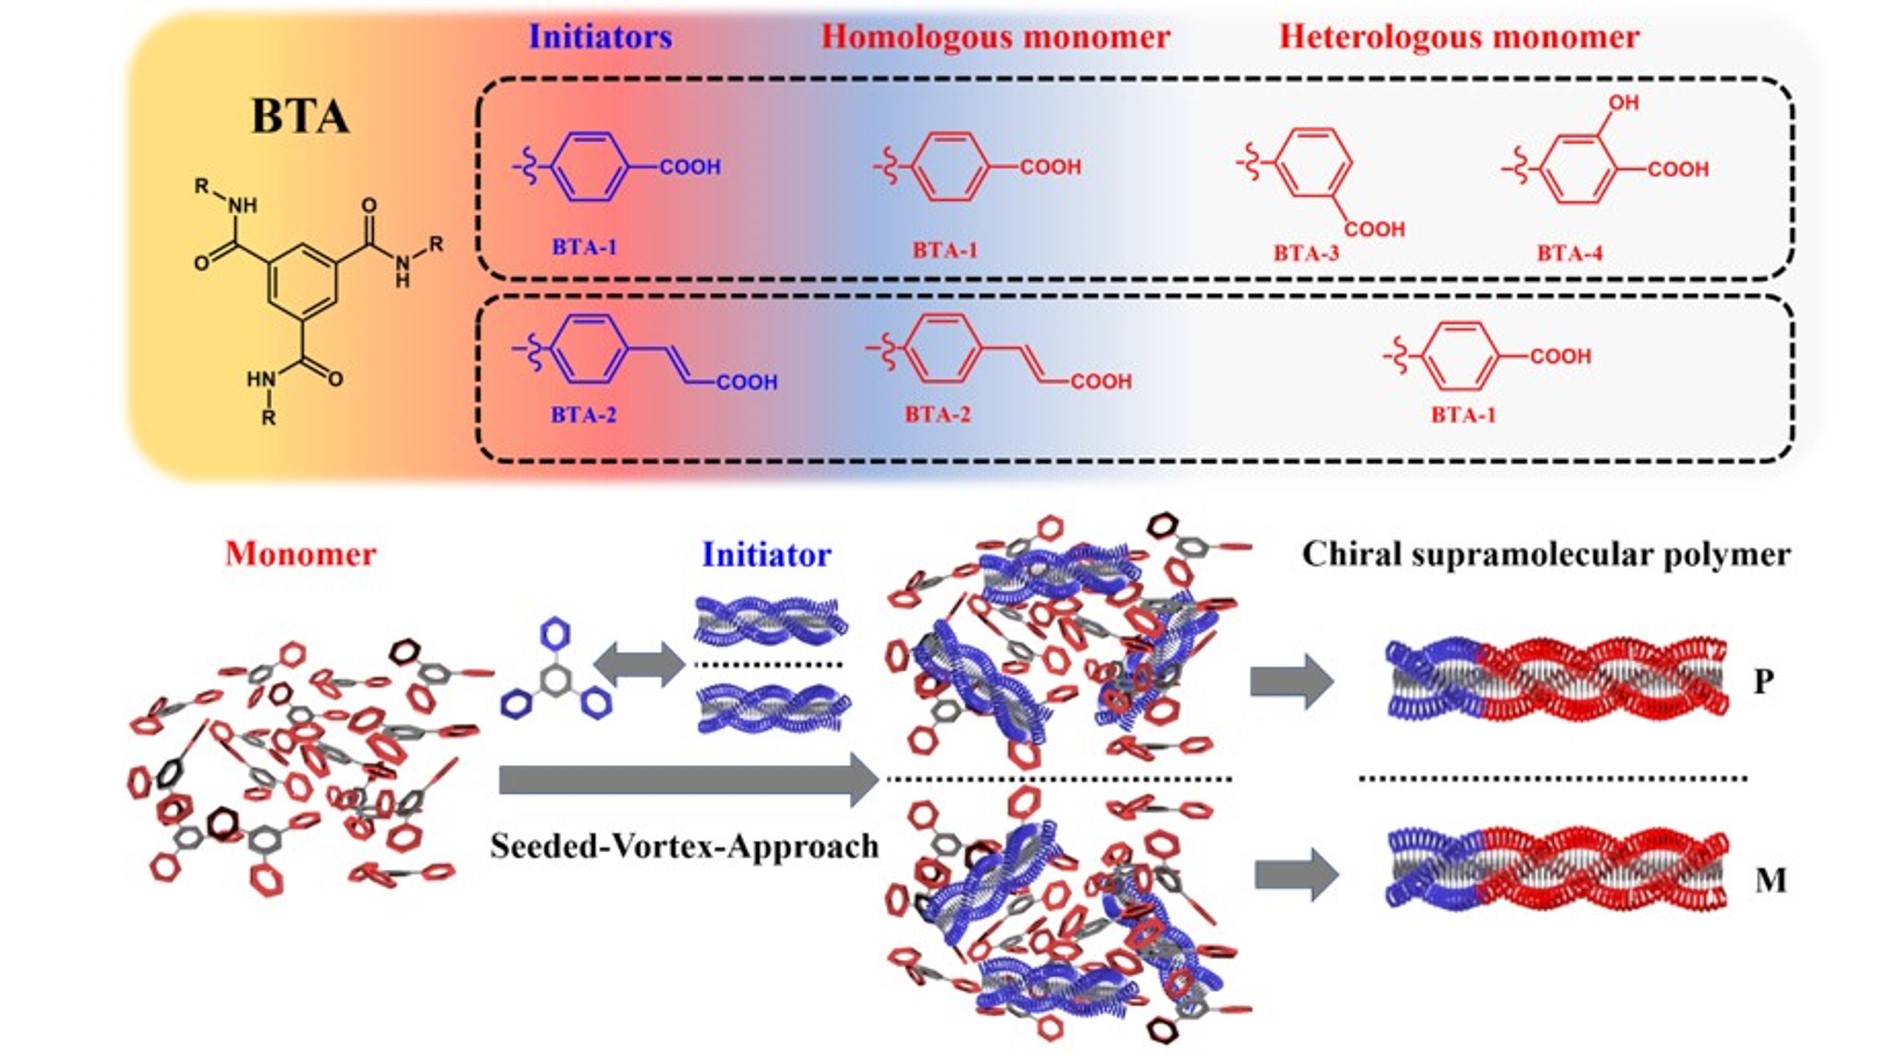 Initiators
Homologous monomer
Heterologous monomer
BTA
R
NH
O
O
N
H
R
HN
O
R
COOH
BTA-1
COOH
BTA-1
COOH
BTA-3
OH
COOH
BTA-4
COOH
BTA-2
COOH
BTA-2
COOH
BTA-1
Monomer
Initiator
Chiral supramolecular polymer
Seeded-Vortex-Approach
P
M